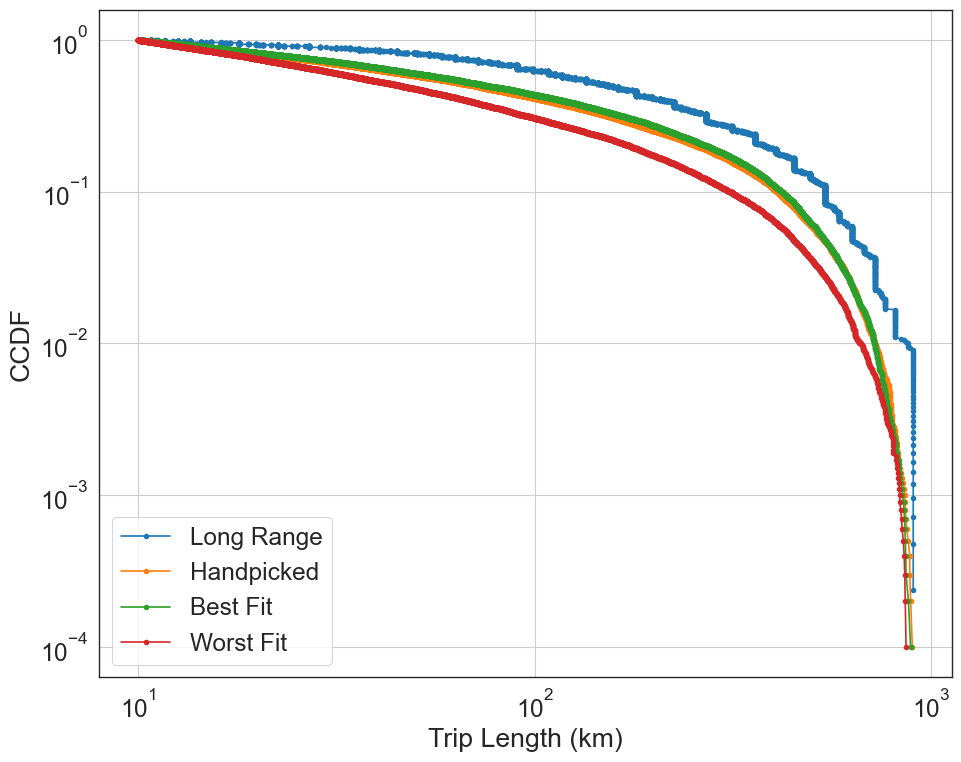 10^0
10^-1
10^-2
10^-3
10^-4
CCDF
Long Range
Handpicked
Best Fit
Worst Fit
10^1 10^2 10^3
Trip Length (km)